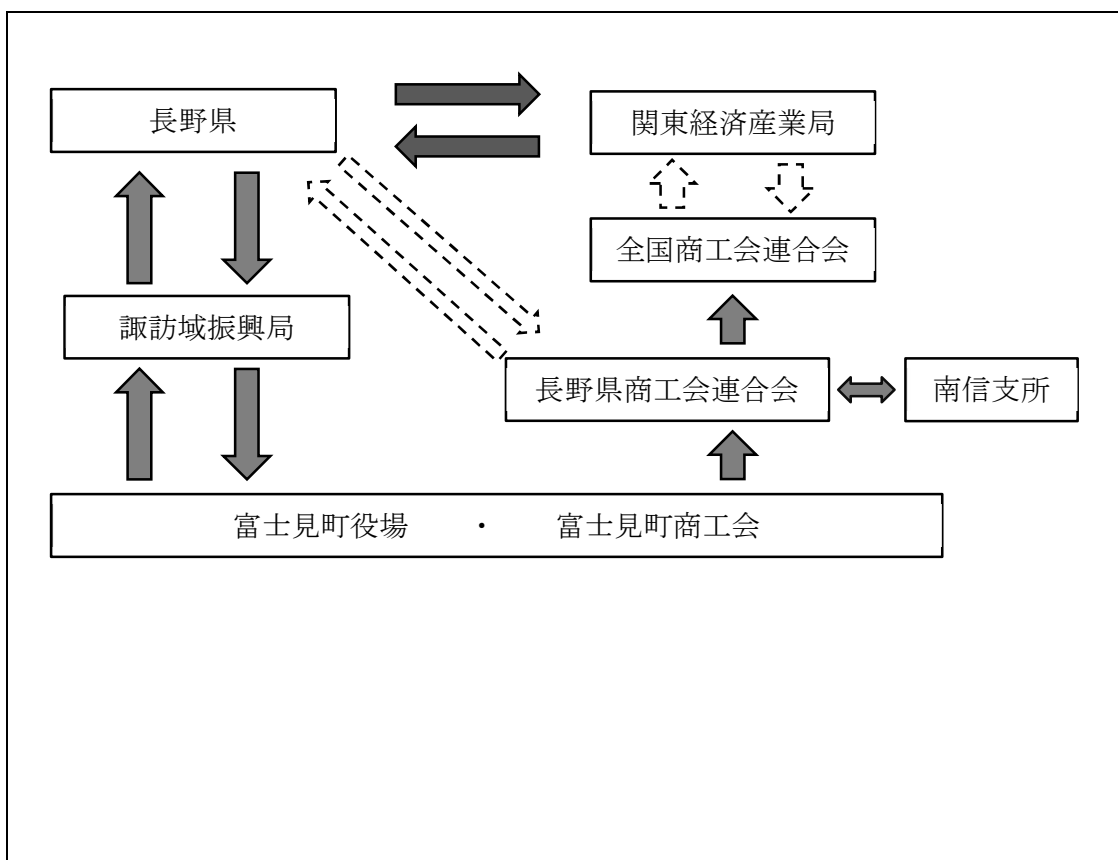 長野県
関東経済産業局
全国商工会連合会
諏訪域振興局
長野県商工会連合会
南信支所
富士見町役場 ・ 富士見町商工会